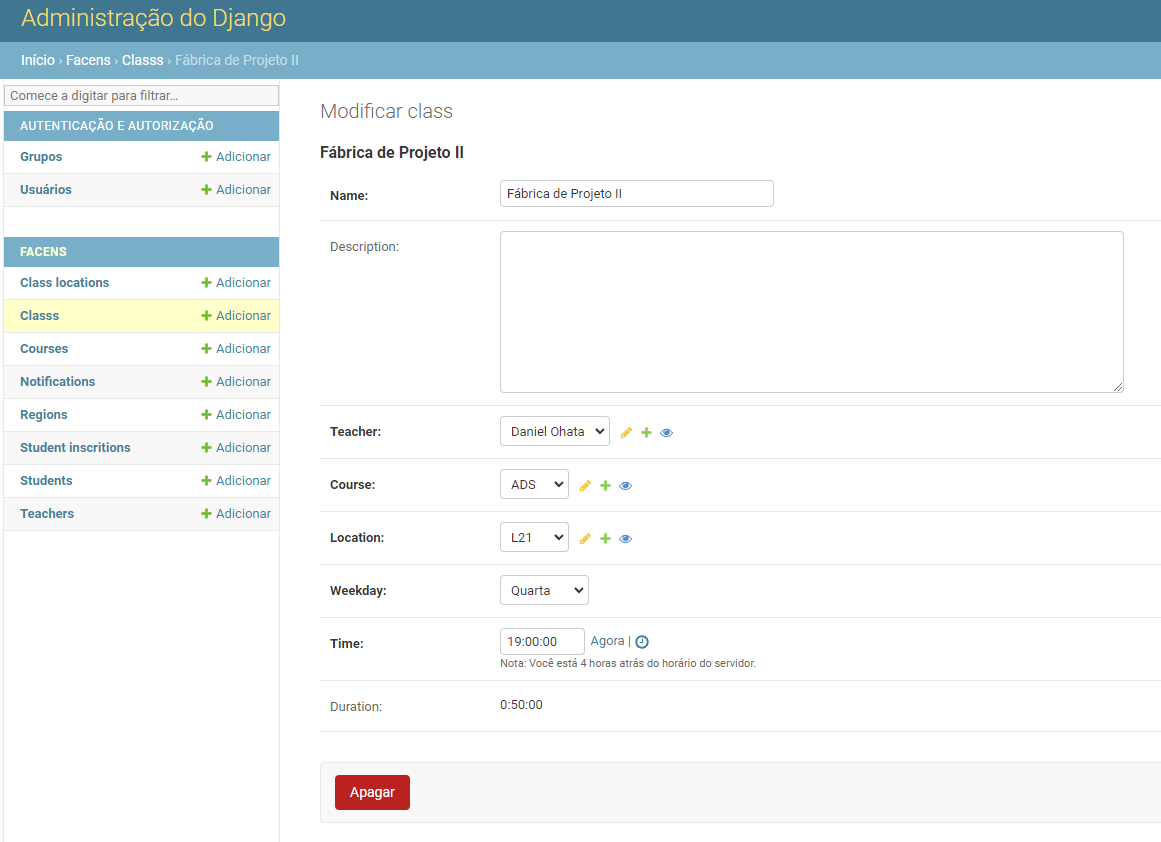 Administração do Django
Início › Facens › Classs › Fábrica de Projeto II
Comece a digitar para filtrar...
AUTENTICAÇÃO E AUTORIZAÇÃO
Grupos Adicionar
Usuários Adicionar
FACENS
Class locations Adicionar
Classs Adicionar
Courses Adicionar
Notifications Adicionar
Regions Adicionar
Student inscritions Adicionar
Students Adicionar
Teachers Adicionar
Modificar class
Fábrica de Projeto II
Name: Fábrica de Projeto II
Description:
Teacher: Daniel Ohata
Course: ADS
Location: L21
Weekday: Quarta
Time: 19:00:00 Agora |
Nota: Você está 4 horas atrás do horário do servidor.
Duration: 0:50:00
Apagar